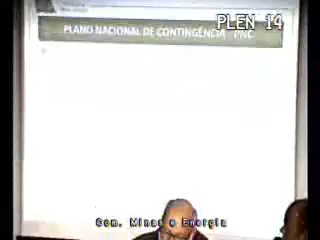 PLEN 14
PLANO NACIONAL DE CONTINGÊNCIA - PNC
Com. Minas e Energia